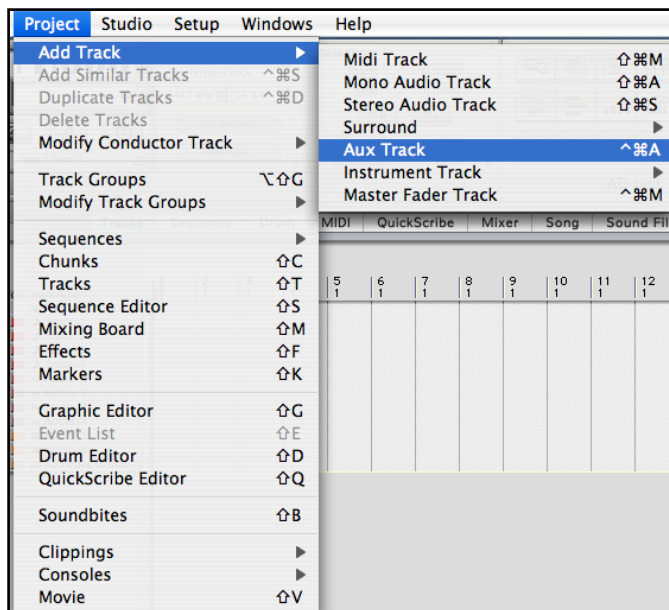 Project Studio Setup Windows Help
Add Track ▶
Add Similar Tracks ^⌘S
Duplicate Tracks ^⌘D
Delete Tracks
Modify Conductor Track ▶
Track Groups ⌥⇧G
Modify Track Groups ▶
Sequences ▶
Chunks ⇧C
Tracks ⇧T
Sequence Editor ⇧S
Mixing Board ⇧M
Effects ⇧F
Markers ⇧K
Graphic Editor ⇧G
Event List ⇧E
Drum Editor ⇧D
QuickScribe Editor ⇧Q
Soundbites ⇧B
Clippings ▶
Consoles ▶
Movie ⇧V
Midi Track ⇧⌘M
Mono Audio Track ⇧⌘A
Stereo Audio Track ⇧⌘S
Surround ▶
Aux Track ^⌘A
Instrument Track ▶
Master Fader Track ^⌘M
MIDI QuickScribe Mixer Song Sound Fil
5 6 7 8 9 10 11 12
1 1 1 1 1 1 1 1